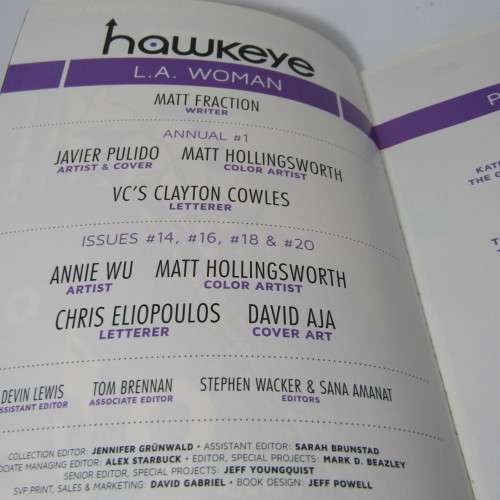 hawkeye
L.A. WOMAN
MATT FRACTION
WRITER
ANNUAL #1
JAVIER PULIDO MATT HOLLINGSWORTH
ARTIST & COVER COLOR ARTIST
VC'S CLAYTON COWLES
LETTERER
ISSUES #14, #16, #18 & #20
ANNIE WU MATT HOLLINGSWORTH
ARTIST COLOR ARTIST
CHRIS ELIOPOULOS DAVID AJA
LETTERER COVER ART
DEVIN LEWIS TOM BRENNAN STEPHEN WACKER & SANA AMANAT
ASSISTANT EDITOR ASSOCIATE EDITOR EDITORS
COLLECTION EDITOR: JENNIFER GRÜNWALD • ASSISTANT EDITOR: SARAH BRUNSTAD
OCIATE MANAGING EDITOR: ALEX STARBUCK • EDITOR, SPECIAL PROJECTS: MARK D. BEAZLEY
SENIOR EDITOR, SPECIAL PROJECTS: JEFF YOUNGQUIST
SVP PRINT, SALES & MARKETING: DAVID GABRIEL • BOOK DESIGN: JEFF POWELL
P
KAT
THE G
T